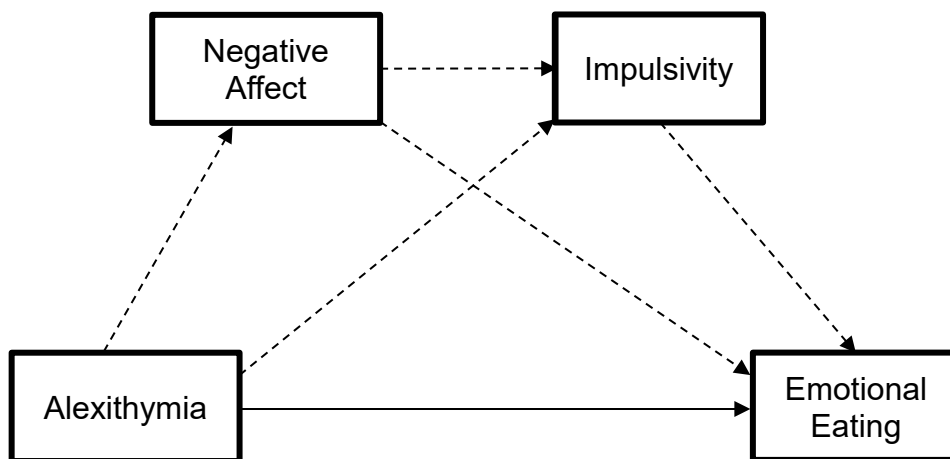 Negative
Affect
Impulsivity
Alexithymia
Emotional
Eating